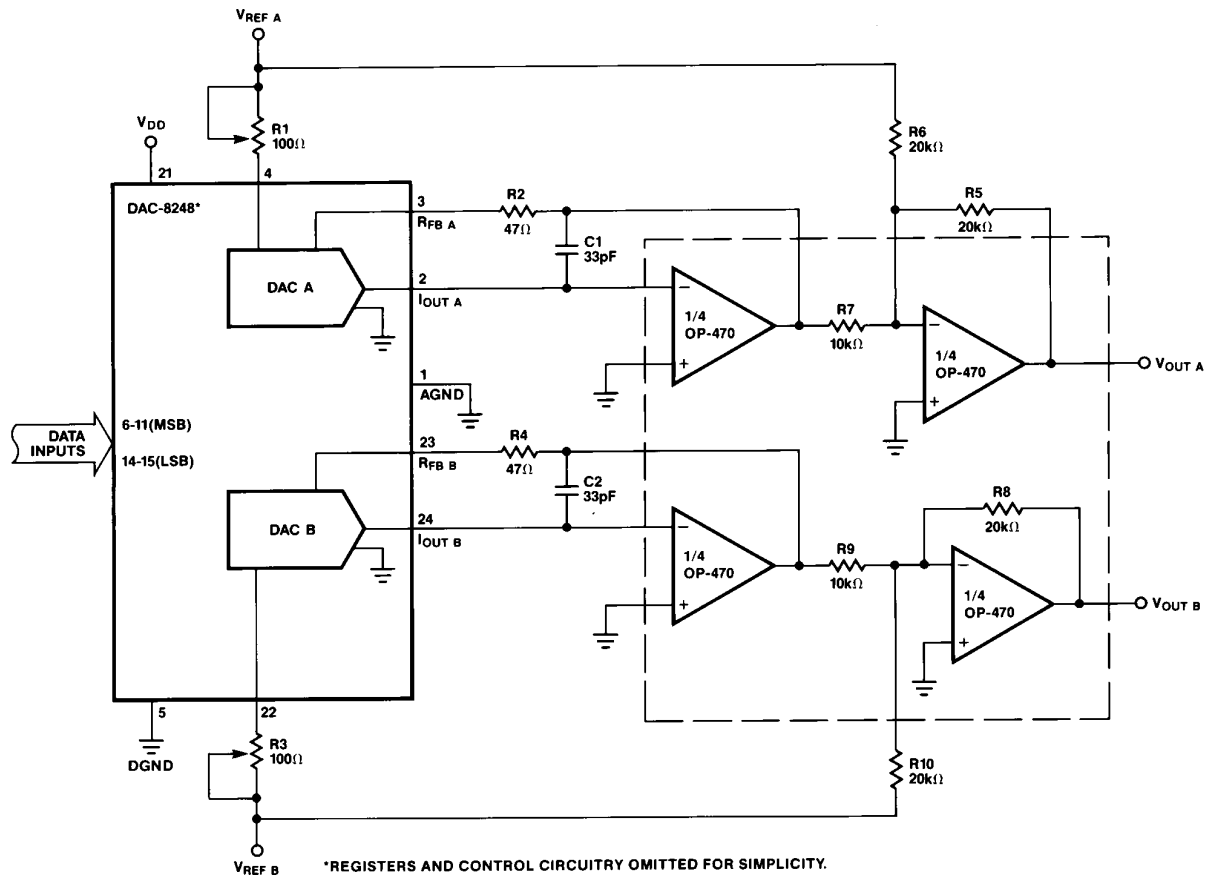 VREF A
VDD
21
R1
100Ω
4
R6
20kΩ
DAC-8248*
3
RFB A
R2
47Ω
C1
33pF
R5
20kΩ
DAC A
2
IOUT A
−
1/4
OP-470
+
R7
10kΩ
−
1/4
OP-470
+
VOUT A
1
AGND
DATA
INPUTS
6-11(MSB)
14-15(LSB)
23
RFB B
R4
47Ω
C2
33pF
R8
20kΩ
DAC B
24
IOUT B
−
1/4
OP-470
+
R9
10kΩ
−
1/4
OP-470
+
VOUT B
5
DGND
22
R3
100Ω
R10
20kΩ
VREF B
*REGISTERS AND CONTROL CIRCUITRY OMITTED FOR SIMPLICITY.